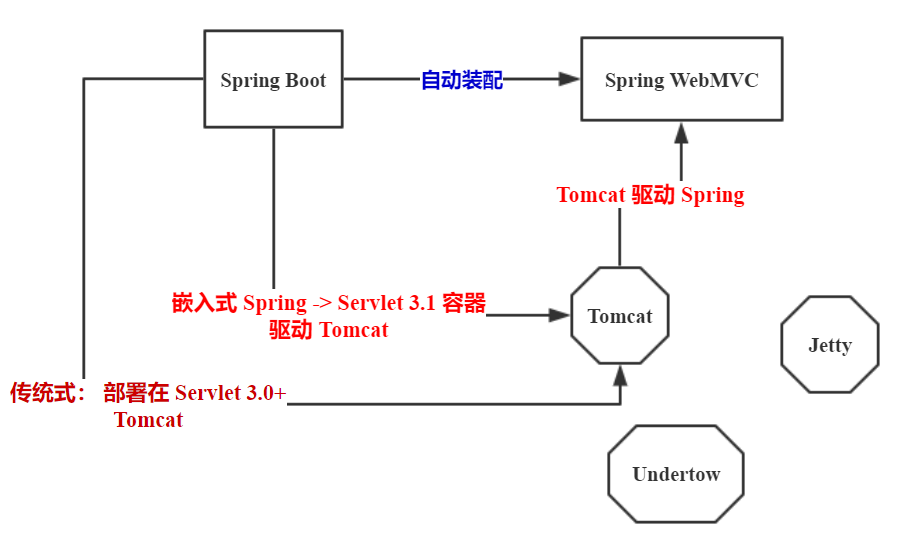 Spring Boot
自动装配
Spring WebMVC
Tomcat 驱动 Spring
嵌入式 Spring -> Servlet 3.1 容器
驱动 Tomcat
Tomcat
Jetty
传统式： 部署在 Servlet 3.0+
Tomcat
Undertow